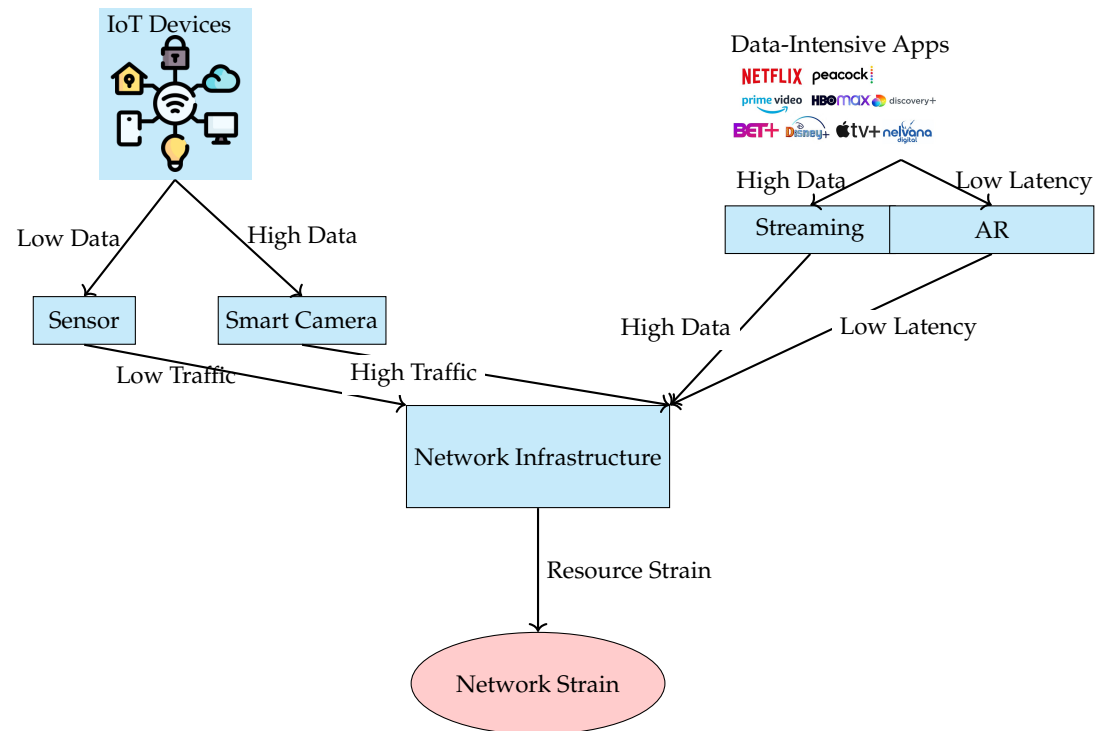 IoT Devices
Data-Intensive Apps
NETFLIX peacock
prime video HBOmax discovery+
BET+ Disney+ tv+ nelvana
digital
High Data Low Latency
Streaming AR
Low Data High Data
Sensor Smart Camera
High Data Low Latency
Low Traffic High Traffic
Network Infrastructure
Resource Strain
Network Strain